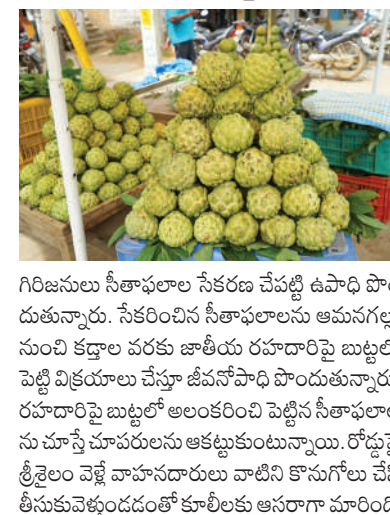 గిరిజనులు సీతాఫలాల సేకరణ చేపట్టి ఉపాధి పొం
దుతున్నారు. సేకరించిన సీతాఫలాలను ఆమనగల్లు
నుంచి కడ్తాల వరకు జాతీయ రహదారిపై బుట్టలో
పెట్టి విక్రయాలు చేస్తూ జీవనోపాధి పొందుతున్నారు.
రహదారిపై బుట్టలో అలంకరించి పెట్టిన సీతాఫలాల
ను చూస్తే చూపరులను ఆకట్టుకుంటున్నాయి. రోడ్డుపై
శ్రీశైలం వెళ్లే వాహనదారులు వాటిని కొనుగోలు చేసి
తీసుకువెళ్తుండడంతో కూలీలకు ఆసరాగా మారింది